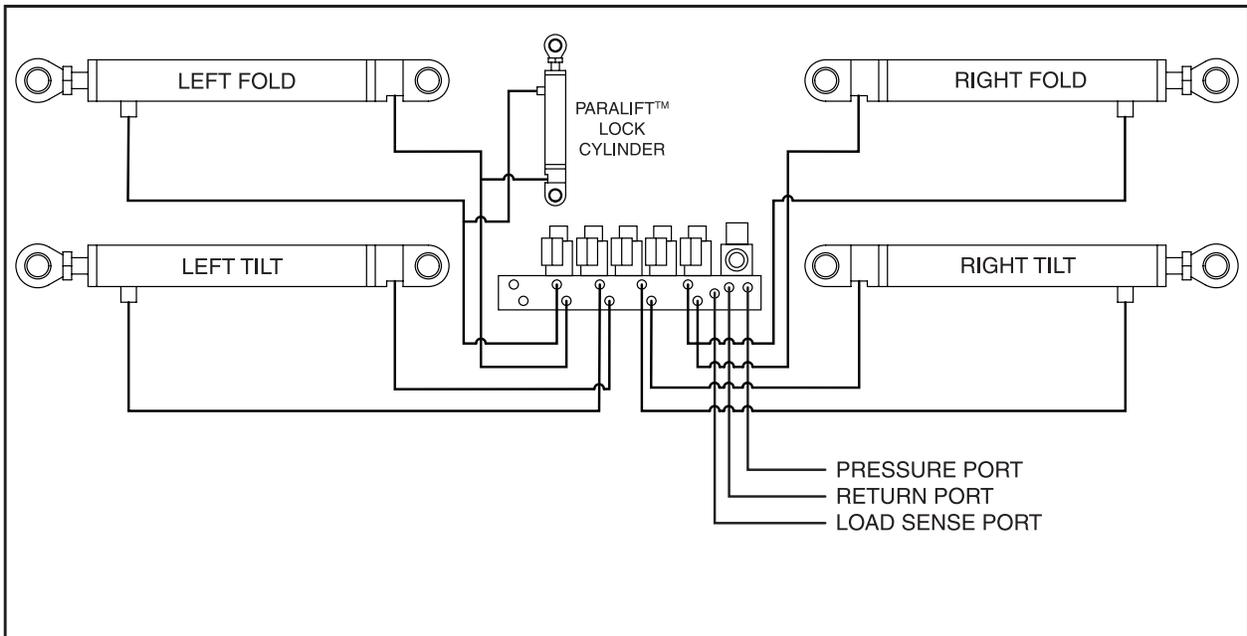 LEFT FOLD
PARALIFT™
LOCK
CYLINDER
RIGHT FOLD
LEFT TILT
RIGHT TILT
PRESSURE PORT
RETURN PORT
LOAD SENSE PORT